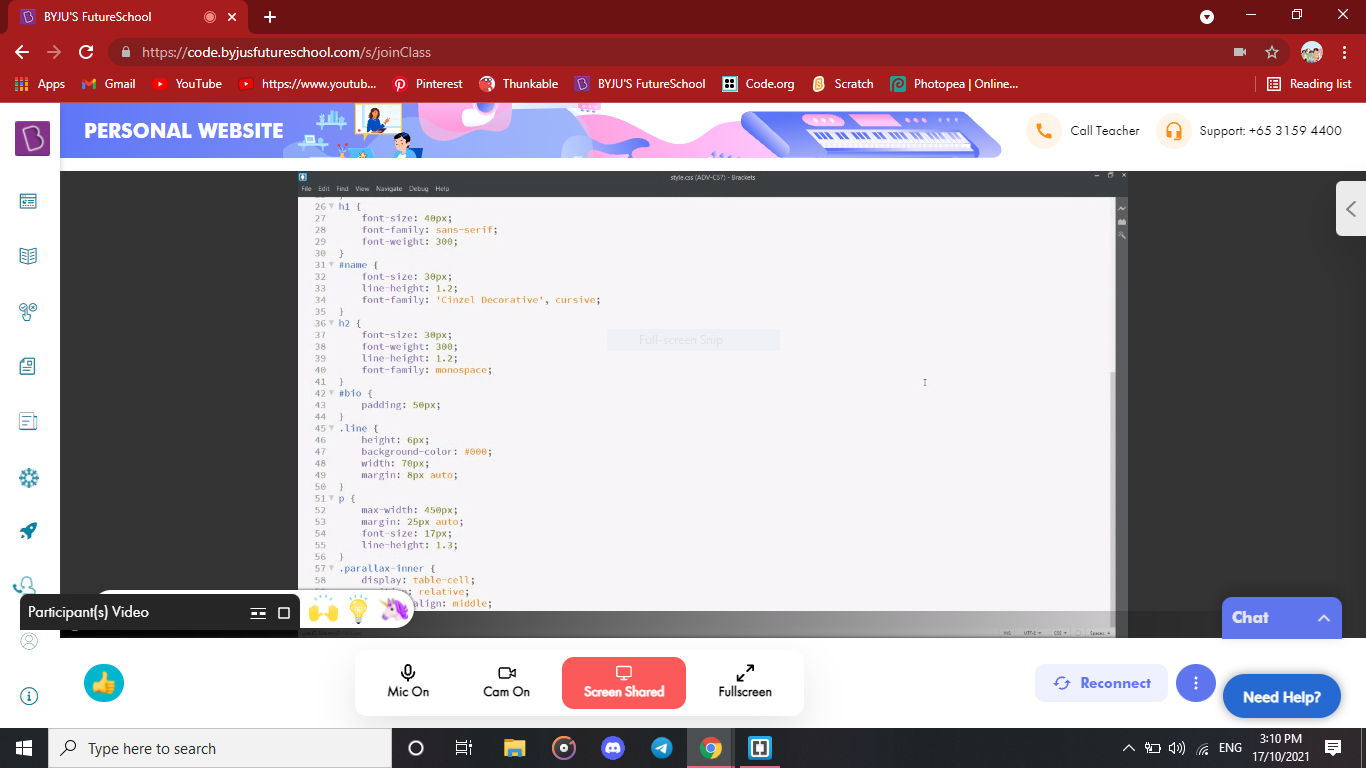 BYJU'S FutureSchool
https://code.byjusfutureschool.com/s/joinClass
Apps Gmail YouTube https://www.youtub... Pinterest Thunkable BYJU'S FutureSchool Code.org Scratch Photopea | Online... Reading list
PERSONAL WEBSITE
Call Teacher Support: +65 3159 4400
style.css (ADV-C57) - Brackets
File Edit Find View Navigate Debug Help
26 h1 {
27 font-size: 40px;
28 font-family: sans-serif;
29 font-weight: 300;
30 }
31 #name {
32 font-size: 30px;
33 line-height: 1.2;
34 font-family: 'Cinzel Decorative', cursive;
35 }
36 h2 {
37 font-size: 30px;
38 font-weight: 300;
39 line-height: 1.2;
40 font-family: monospace;
41 }
42 #bio {
43 padding: 50px;
44 }
45 .line {
46 height: 6px;
47 background-color: #000;
48 width: 70px;
49 margin: 8px auto;
50 }
51 p {
52 max-width: 450px;
53 margin: 25px auto;
54 font-size: 17px;
55 line-height: 1.3;
56 }
57 .parallax-inner {
58 display: table-cell;
relative;
align: middle;
Full-screen Snip
INS UTF-8 CSS Spaces: 4
Participant(s) Video
Chat
Mic On Cam On Screen Shared Fullscreen
Reconnect
Need Help?
Type here to search
ENG
3:10 PM
17/10/2021